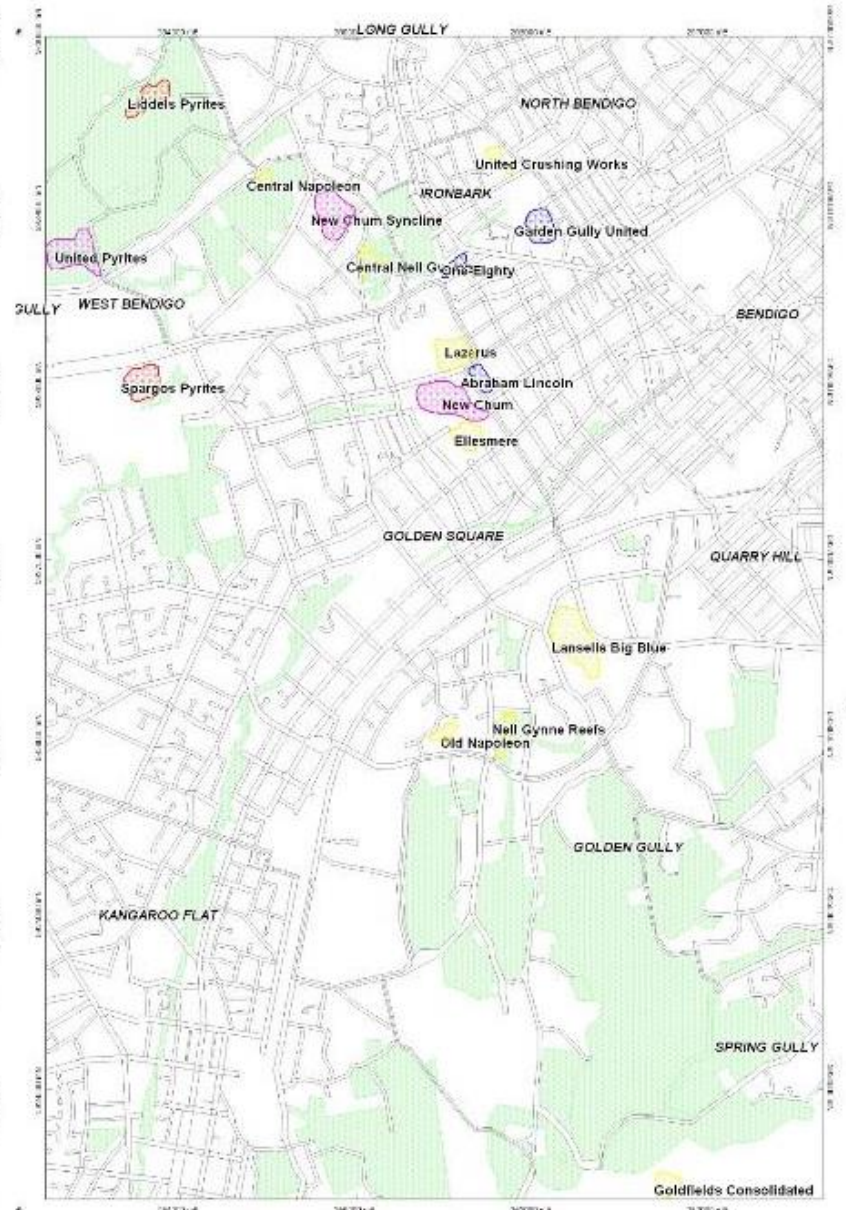 LONG GULLY
Liddels Pyrites
NORTH BENDIGO
United Crushing Works
Central Napoleon
IRONBARK
New Chum Syncline
Garden Gully United
United Pyrites
Central Nell Gy
One-Eighty
GULLY
WEST BENDIGO
BENDIGO
Lazarus
Spargos Pyrites
Abraham Lincoln
New Chum
Ellesmere
GOLDEN SQUARE
QUARRY HILL
Lansells Big Blue
Nell Gynne Reefs
Old Napoleon
GOLDEN GULLY
KANGAROO FLAT
SPRING GULLY
Goldfields Consolidated